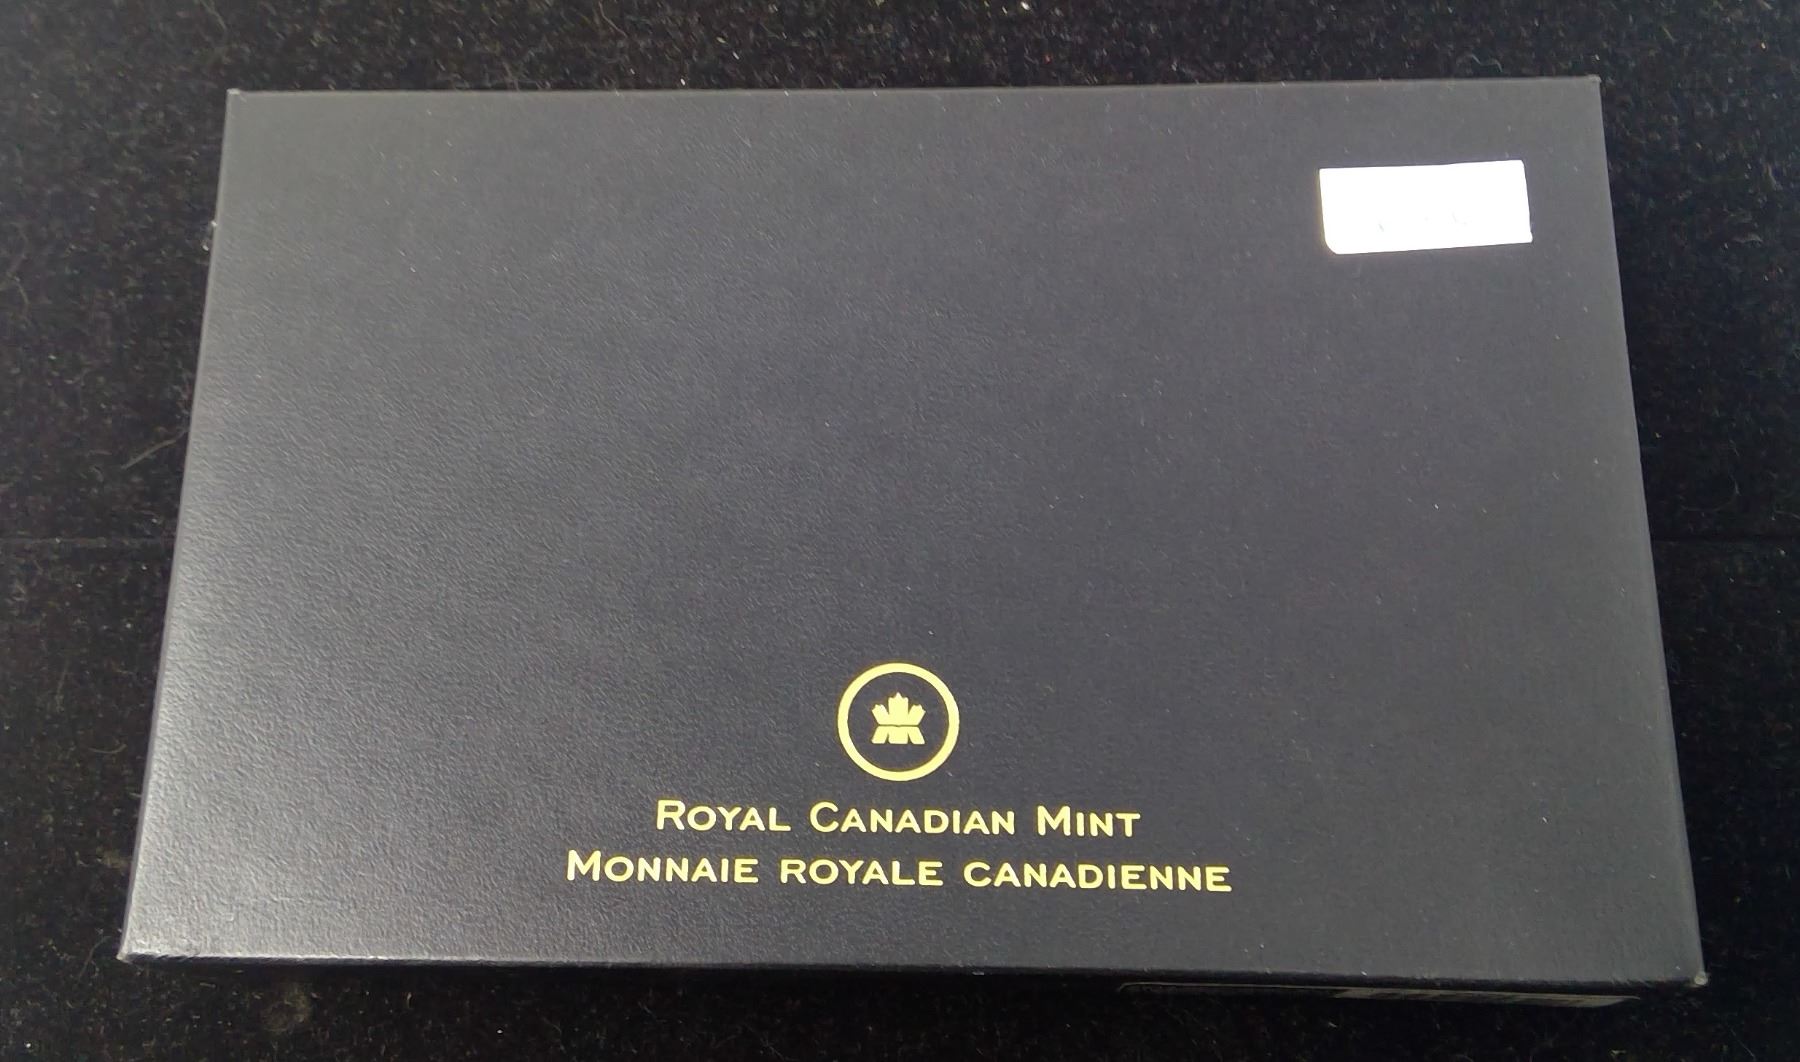 Royal Canadian Mint
Monnaie royale canadienne